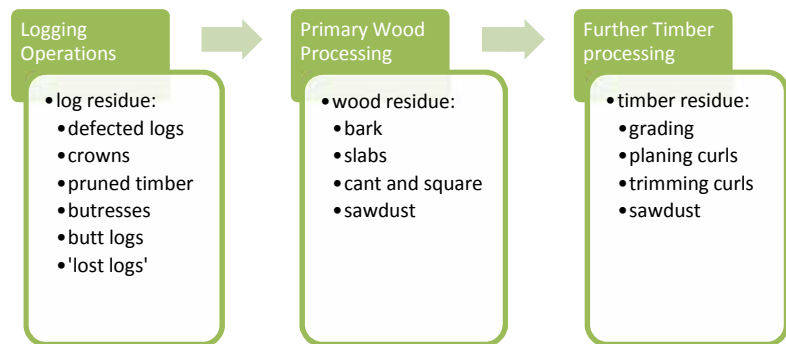 Logging
Operations
•log residue:
•defected logs
•crowns
•pruned timber
•butresses
•butt logs
•'lost logs'
Primary Wood
Processing
•wood residue:
•bark
•slabs
•cant and square
•sawdust
Further Timber
processing
•timber residue:
•grading
•planing curls
•trimming curls
•sawdust